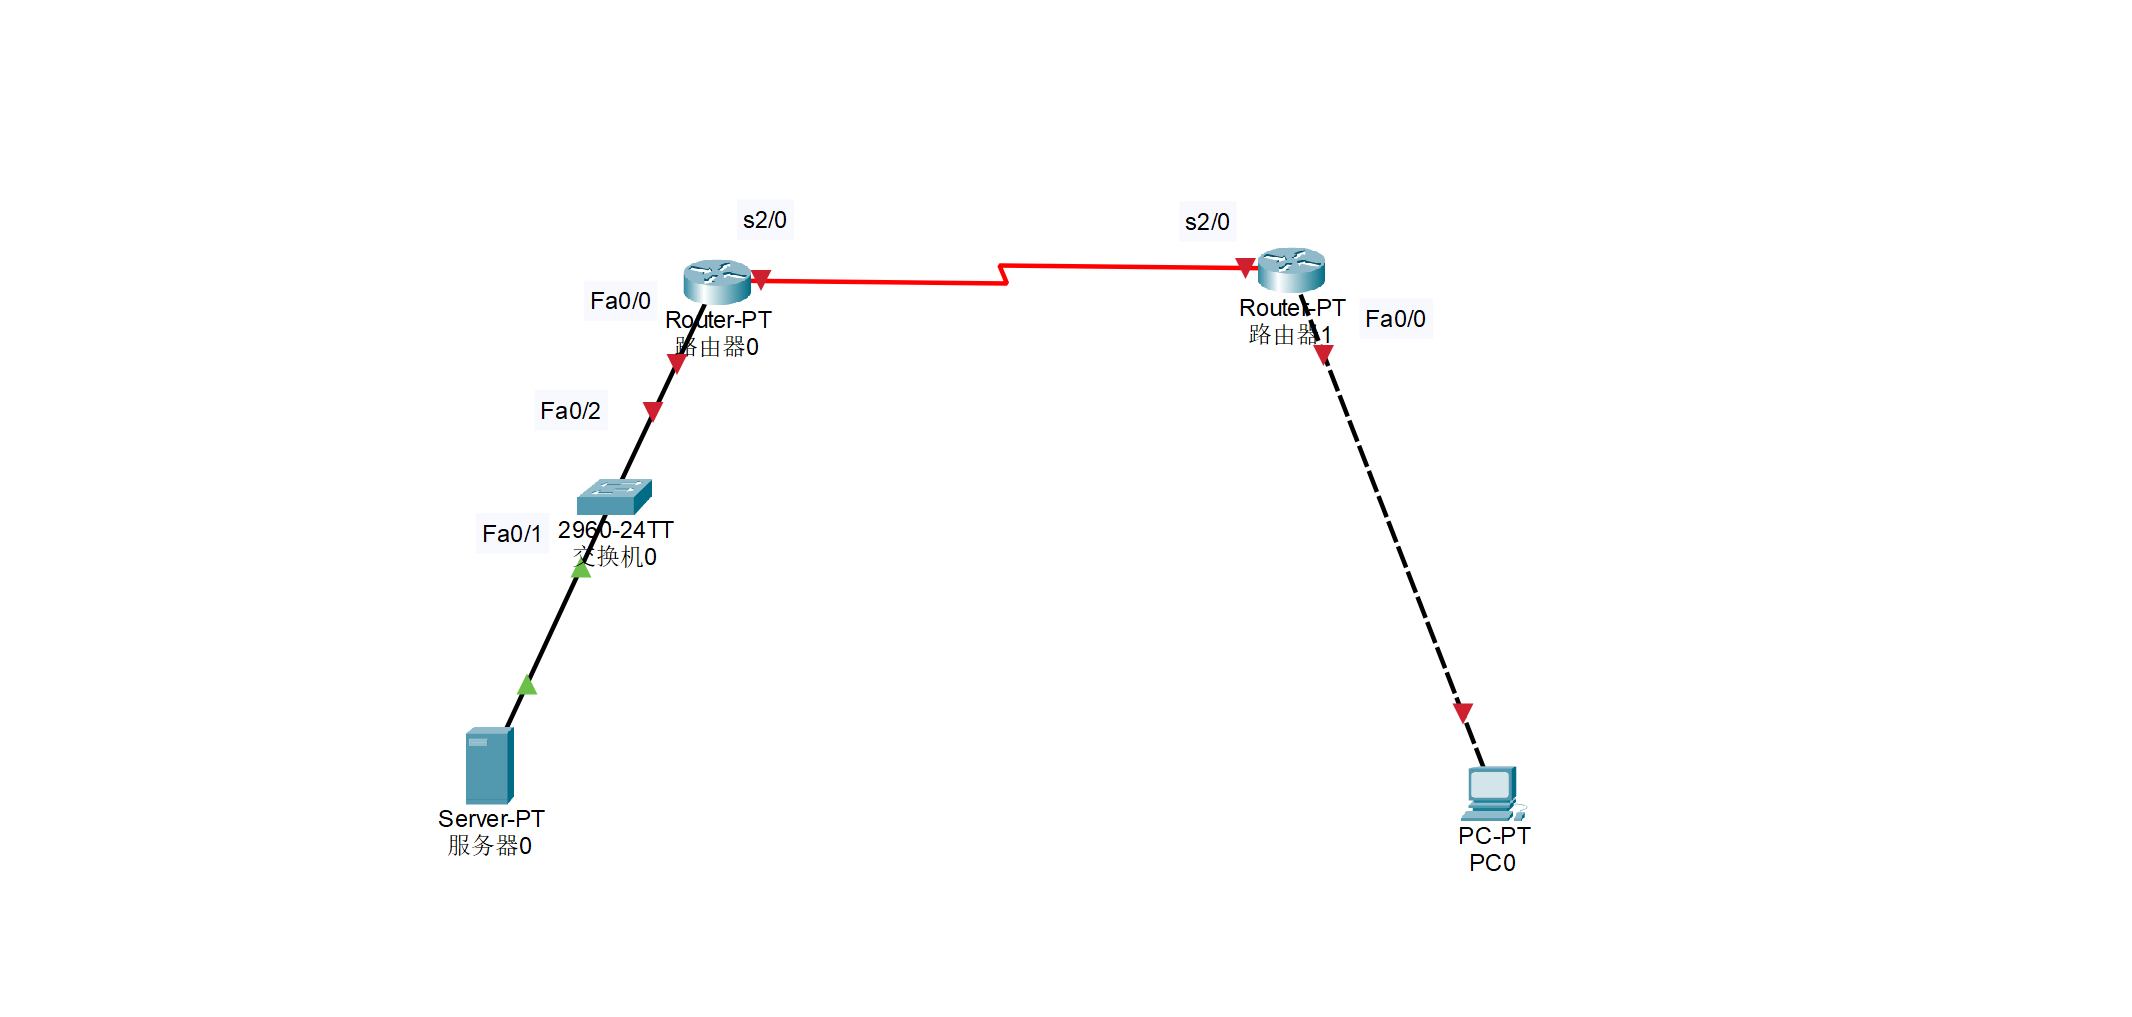 s2/0
s2/0
Fa0/0
Router-PT
路由器0
Router-PT
路由器1
Fa0/0
Fa0/2
Fa0/1
2960-24TT
交换机0
Server-PT
服务器0
PC-PT
PC0